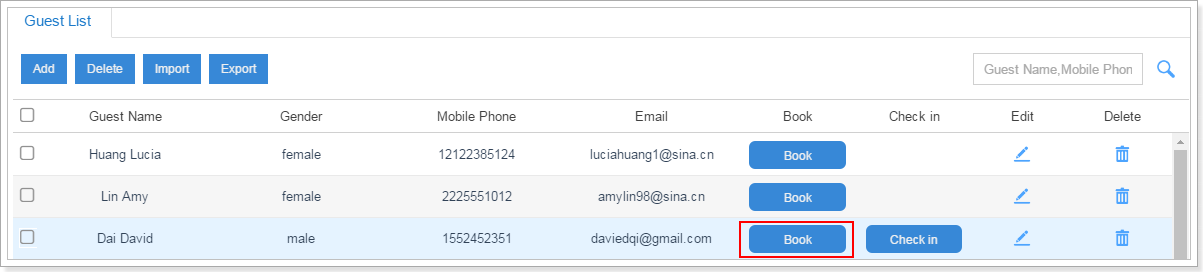 Guest List
Add Delete Import Export Guest Name,Mobile Phon
Guest Name Gender Mobile Phone Email Book Check in Edit Delete
Huang Lucia female 12122385124 luciahuang1@sina.cn Book
Lin Amy female 2225551012 amylin98@sina.cn Book
Dai David male 1552452351 daviedqi@gmail.com Book Check in